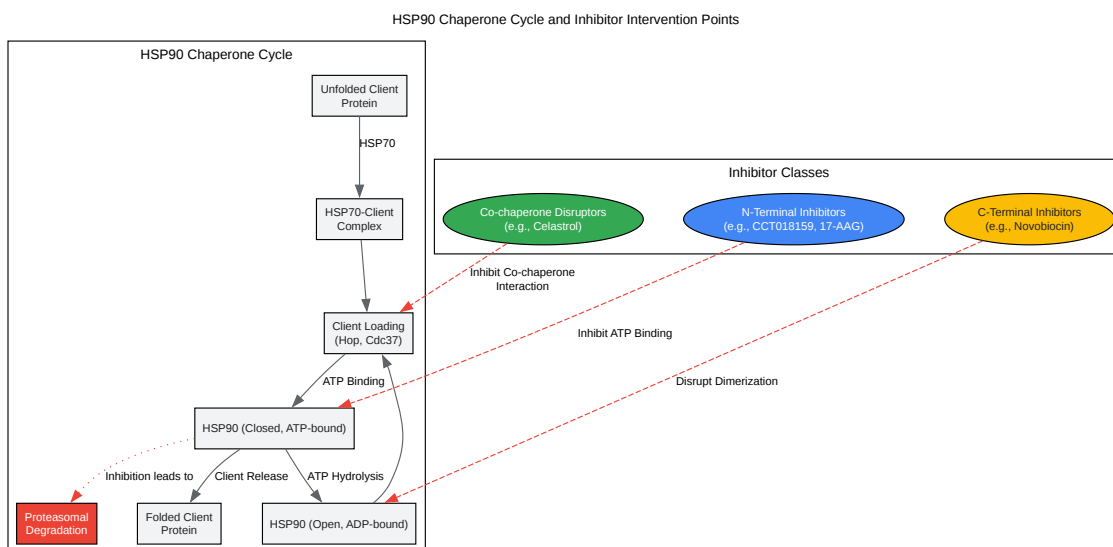 HSP90 Chaperone Cycle and Inhibitor Intervention Points
HSP90 Chaperone Cycle
Unfolded Client
Protein
HSP70
HSP70-Client
Complex
Inhibitor Classes
Co-chaperone Disruptors
(e.g., Celastrol)
N-Terminal Inhibitors
(e.g., CCT018159, 17-AAG)
C-Terminal Inhibitors
(e.g., Novobiocin)
Inhibit Co-chaperone
Interaction
Client Loading
(Hop, Cdc37)
Inhibit ATP Binding
ATP Binding
Disrupt Dimerization
HSP90 (Closed, ATP-bound)
Inhibition leads to
Client Release
ATP Hydrolysis
Proteasomal
Degradation
Folded Client
Protein
HSP90 (Open, ADP-bound)